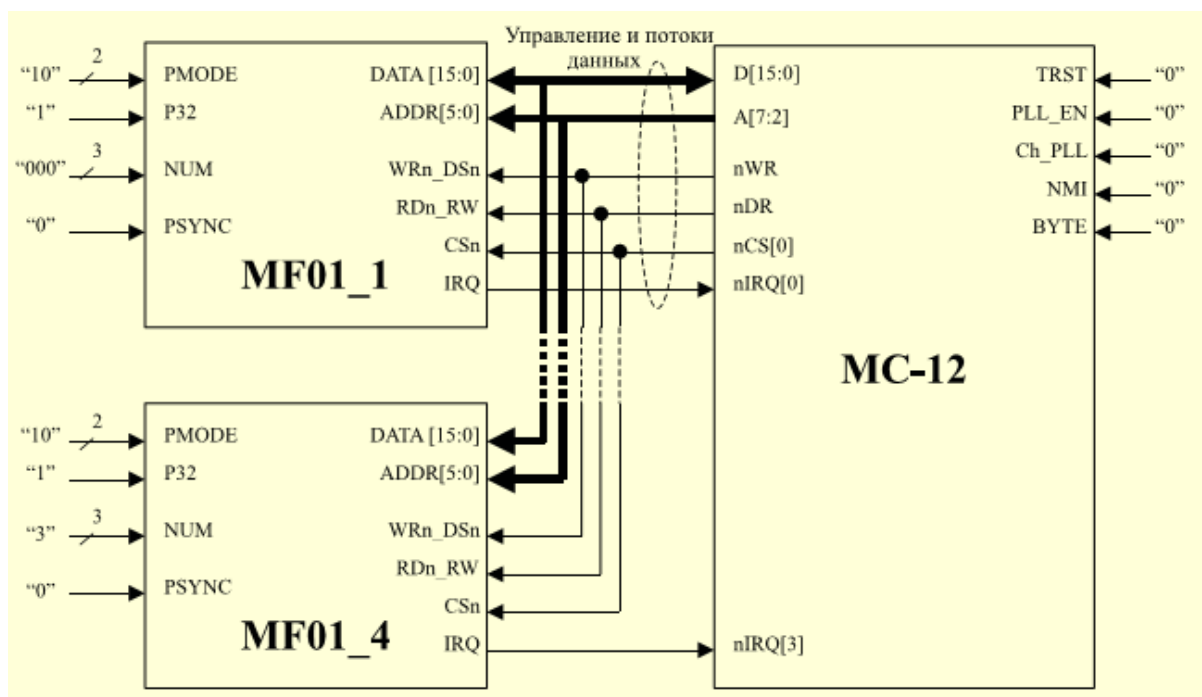 Управление и потоки
данных
“10” 2 PMODE DATA [15:0] D[15:0] TRST “0”
“1” P32 ADDR[5:0] A[7:2] PLL_EN “0”
Ch_PLL “0”
“000” 3 NUM WRn_DSn nWR
RDn_RW nDR NMI “0”
“0” PSYNC BYTE “0”
CSn nCS[0]
MF01_1
IRQ nIRQ[0]
MC-12
“10” 2 PMODE DATA [15:0]
“1” P32 ADDR[5:0]
“3” 3 NUM WRn_DSn
RDn_RW
“0” PSYNC
CSn
MF01_4
IRQ nIRQ[3]